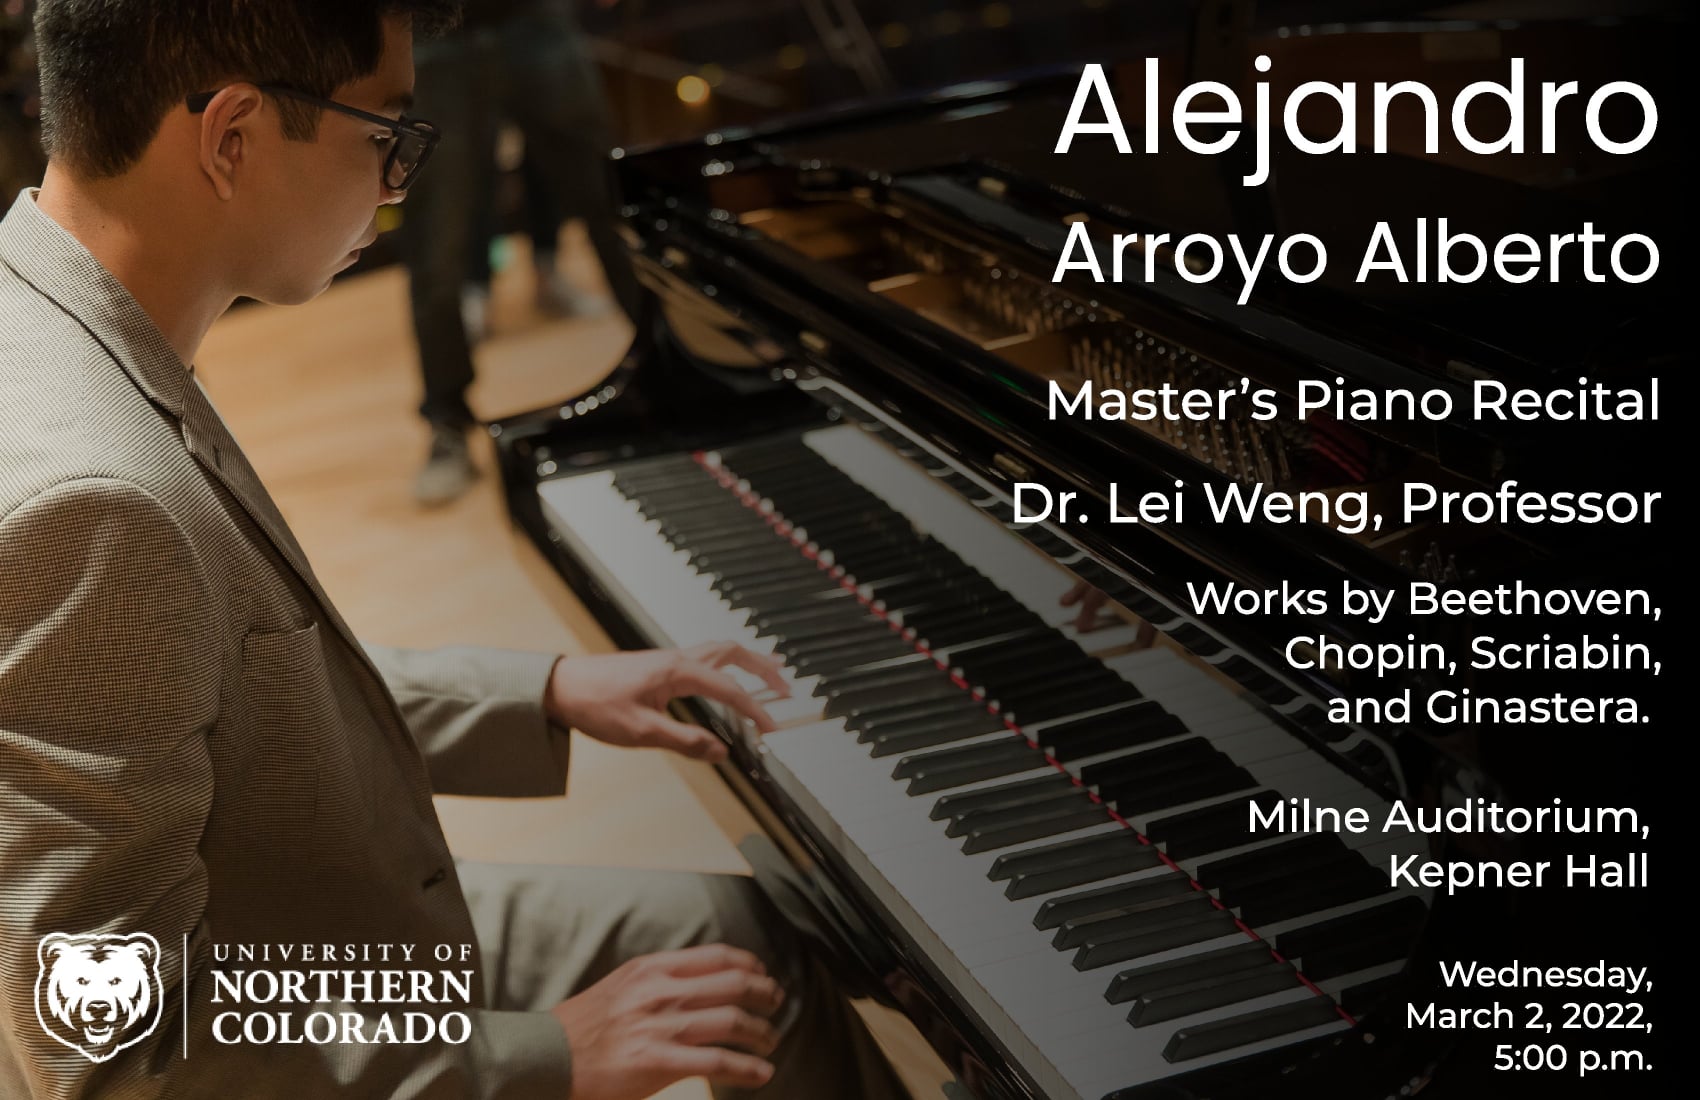 Alejandro
Arroyo Alberto
Master's Piano Recital
Dr. Lei Weng, Professor
Works by Beethoven,
Chopin, Scriabin,
and Ginastera.
Milne Auditorium,
Kepner Hall
Wednesday,
March 2, 2022,
5:00 p.m.
UNIVERSITY OF
NORTHERN
COLORADO